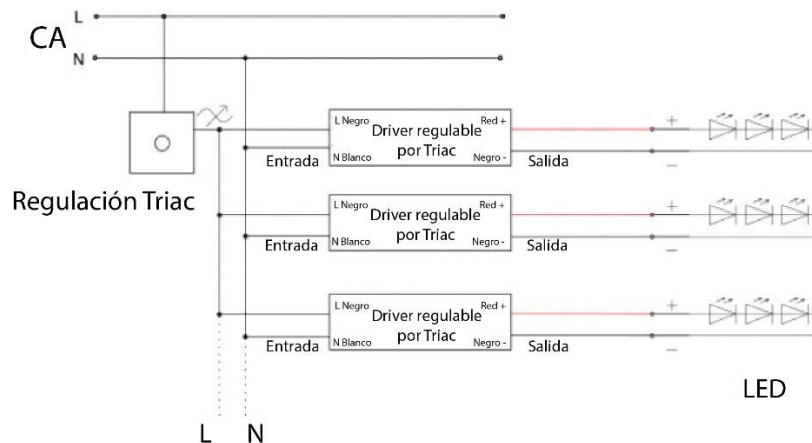 L
CA
N
L Negro
Red +
Driver regulable
por Triac
N Blanco
Negro -
Entrada
Salida
+
−
Regulación Triac
L Negro
Red +
Driver regulable
por Triac
N Blanco
Negro -
Entrada
Salida
+
−
L Negro
Red +
Driver regulable
por Triac
N Blanco
Negro -
Entrada
Salida
+
−
LED
L N